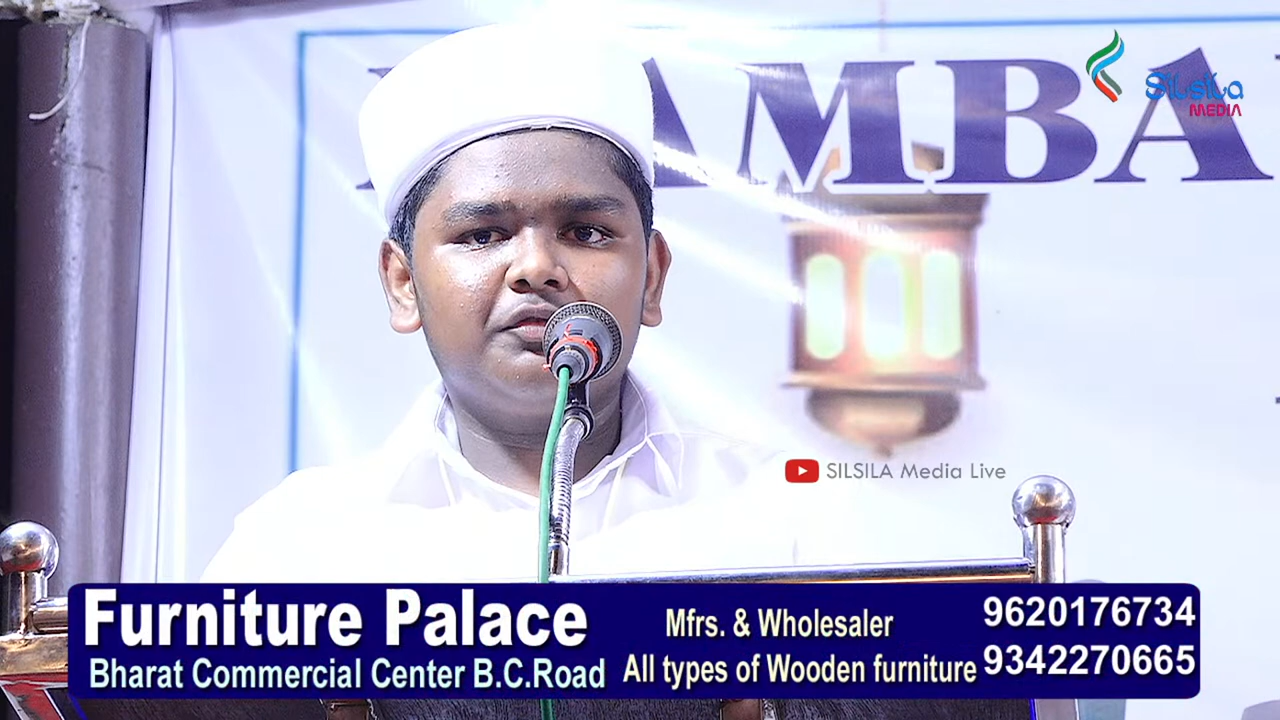 AMBA
SILSILA
MEDIA
SILSILA Media Live
Furniture Palace
Bharat Commercial Center B.C.Road
Mfrs. & Wholesaler
All types of Wooden furniture
9620176734
9342270665